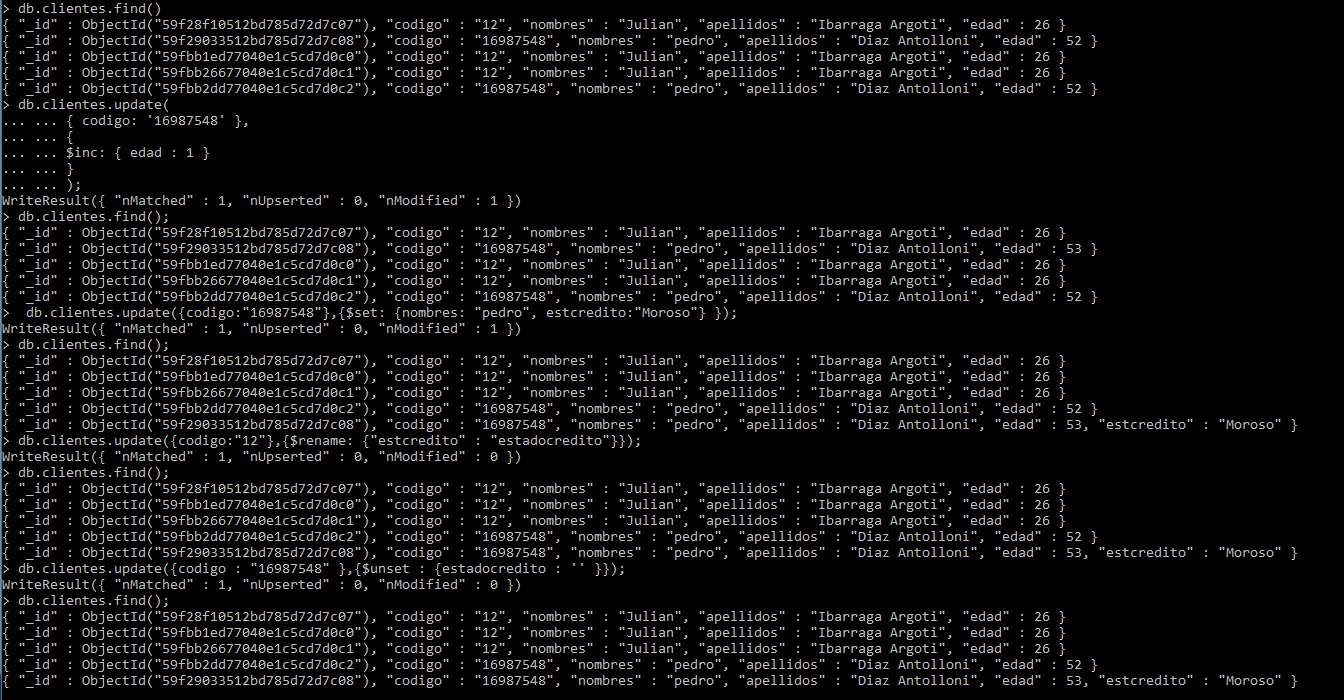 > db.clientes.find()
{ "_id" : ObjectId("59f28f10512bd785d72d7c07"), "codigo" : "12", "nombres" : "Julian", "apellidos" : "Ibarraga Argoti", "edad" : 26 }
{ "_id" : ObjectId("59f29033512bd785d72d7c08"), "codigo" : "16987548", "nombres" : "pedro", "apellidos" : "Diaz Antolloni", "edad" : 52 }
{ "_id" : ObjectId("59fbb1ed77040e1c5cd7d0c0"), "codigo" : "12", "nombres" : "Julian", "apellidos" : "Ibarraga Argoti", "edad" : 26 }
{ "_id" : ObjectId("59fbb26677040e1c5cd7d0c1"), "codigo" : "12", "nombres" : "Julian", "apellidos" : "Ibarraga Argoti", "edad" : 26 }
{ "_id" : ObjectId("59fbb2dd77040e1c5cd7d0c2"), "codigo" : "16987548", "nombres" : "pedro", "apellidos" : "Diaz Antolloni", "edad" : 52 }
> db.clientes.update(
... ... { codigo: '16987548' },
... ... {
... ... $inc: { edad : 1 }
... ... }
... ... );
WriteResult({ "nMatched" : 1, "nUpserted" : 0, "nModified" : 1 })
> db.clientes.find();
{ "_id" : ObjectId("59f28f10512bd785d72d7c07"), "codigo" : "12", "nombres" : "Julian", "apellidos" : "Ibarraga Argoti", "edad" : 26 }
{ "_id" : ObjectId("59f29033512bd785d72d7c08"), "codigo" : "16987548", "nombres" : "pedro", "apellidos" : "Diaz Antolloni", "edad" : 53 }
{ "_id" : ObjectId("59fbb1ed77040e1c5cd7d0c0"), "codigo" : "12", "nombres" : "Julian", "apellidos" : "Ibarraga Argoti", "edad" : 26 }
{ "_id" : ObjectId("59fbb26677040e1c5cd7d0c1"), "codigo" : "12", "nombres" : "Julian", "apellidos" : "Ibarraga Argoti", "edad" : 26 }
{ "_id" : ObjectId("59fbb2dd77040e1c5cd7d0c2"), "codigo" : "16987548", "nombres" : "pedro", "apellidos" : "Diaz Antolloni", "edad" : 52 }
>  db.clientes.update({codigo:"16987548"},{$set: {nombres: "pedro", estcredito:"Moroso"} });
WriteResult({ "nMatched" : 1, "nUpserted" : 0, "nModified" : 1 })
> db.clientes.find();
{ "_id" : ObjectId("59f28f10512bd785d72d7c07"), "codigo" : "12", "nombres" : "Julian", "apellidos" : "Ibarraga Argoti", "edad" : 26 }
{ "_id" : ObjectId("59fbb1ed77040e1c5cd7d0c0"), "codigo" : "12", "nombres" : "Julian", "apellidos" : "Ibarraga Argoti", "edad" : 26 }
{ "_id" : ObjectId("59fbb26677040e1c5cd7d0c1"), "codigo" : "12", "nombres" : "Julian", "apellidos" : "Ibarraga Argoti", "edad" : 26 }
{ "_id" : ObjectId("59fbb2dd77040e1c5cd7d0c2"), "codigo" : "16987548", "nombres" : "pedro", "apellidos" : "Diaz Antolloni", "edad" : 52 }
{ "_id" : ObjectId("59f29033512bd785d72d7c08"), "codigo" : "16987548", "nombres" : "pedro", "apellidos" : "Diaz Antolloni", "edad" : 53, "estcredito" : "Moroso" }
> db.clientes.update({codigo:"12"},{$rename: {"estcredito" : "estadocredito"}});
WriteResult({ "nMatched" : 1, "nUpserted" : 0, "nModified" : 0 })
> db.clientes.find();
{ "_id" : ObjectId("59f28f10512bd785d72d7c07"), "codigo" : "12", "nombres" : "Julian", "apellidos" : "Ibarraga Argoti", "edad" : 26 }
{ "_id" : ObjectId("59fbb1ed77040e1c5cd7d0c0"), "codigo" : "12", "nombres" : "Julian", "apellidos" : "Ibarraga Argoti", "edad" : 26 }
{ "_id" : ObjectId("59fbb26677040e1c5cd7d0c1"), "codigo" : "12", "nombres" : "Julian", "apellidos" : "Ibarraga Argoti", "edad" : 26 }
{ "_id" : ObjectId("59fbb2dd77040e1c5cd7d0c2"), "codigo" : "16987548", "nombres" : "pedro", "apellidos" : "Diaz Antolloni", "edad" : 52 }
{ "_id" : ObjectId("59f29033512bd785d72d7c08"), "codigo" : "16987548", "nombres" : "pedro", "apellidos" : "Diaz Antolloni", "edad" : 53, "estcredito" : "Moroso" }
> db.clientes.update({codigo : "16987548" },{$unset : {estadocredito : '' }});
WriteResult({ "nMatched" : 1, "nUpserted" : 0, "nModified" : 0 })
> db.clientes.find();
{ "_id" : ObjectId("59f28f10512bd785d72d7c07"), "codigo" : "12", "nombres" : "Julian", "apellidos" : "Ibarraga Argoti", "edad" : 26 }
{ "_id" : ObjectId("59fbb1ed77040e1c5cd7d0c0"), "codigo" : "12", "nombres" : "Julian", "apellidos" : "Ibarraga Argoti", "edad" : 26 }
{ "_id" : ObjectId("59fbb26677040e1c5cd7d0c1"), "codigo" : "12", "nombres" : "Julian", "apellidos" : "Ibarraga Argoti", "edad" : 26 }
{ "_id" : ObjectId("59fbb2dd77040e1c5cd7d0c2"), "codigo" : "16987548", "nombres" : "pedro", "apellidos" : "Diaz Antolloni", "edad" : 52 }
{ "_id" : ObjectId("59f29033512bd785d72d7c08"), "codigo" : "16987548", "nombres" : "pedro", "apellidos" : "Diaz Antolloni", "edad" : 53, "estcredito" : "Moroso" }